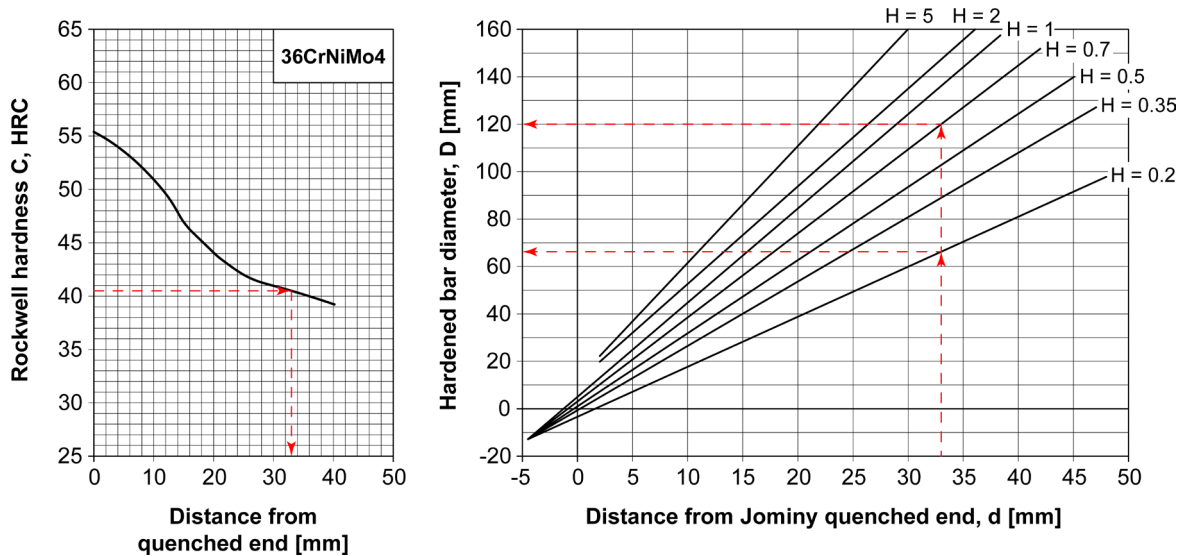 65
60
55
50
45
40
35
30
25
0
10
20
30
40
50
36CrNiMo4
Rockwell hardness C, HRC
Distance from
quenched end [mm]
160
140
120
100
80
60
40
20
0
-20
-5
0
5
10
15
20
25
30
35
40
45
50
H = 5
H = 2
H = 1
H = 0.7
H = 0.5
H = 0.35
H = 0.2
Hardened bar diameter, D [mm]
Distance from Jominy quenched end, d [mm]